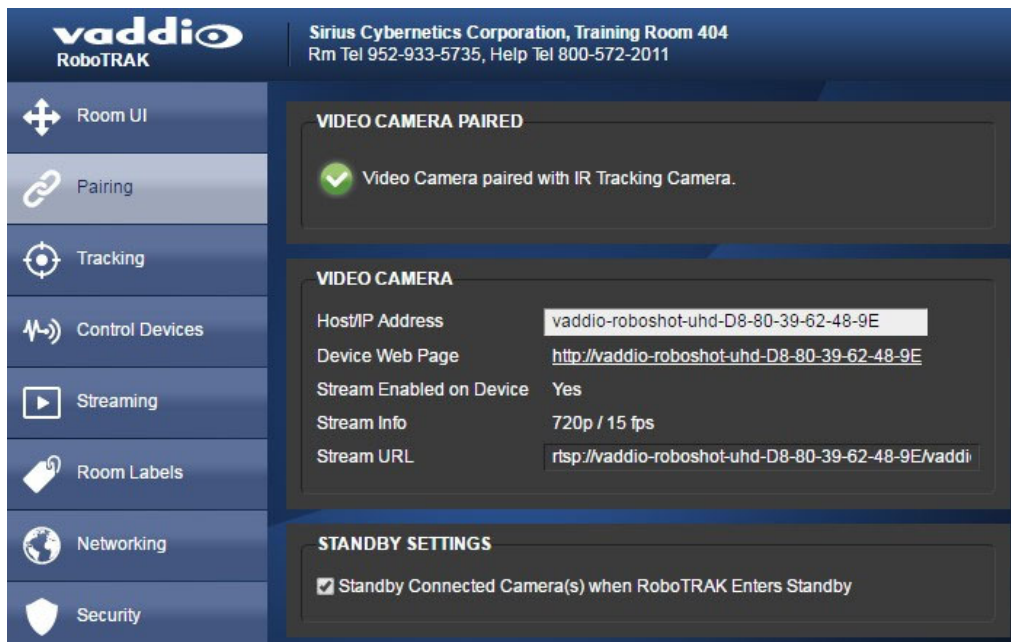 vaddio
RoboTRAK
Sirius Cybernetics Corporation, Training Room 404
Rm Tel 952-933-5735, Help Tel 800-572-2011
Room UI
Pairing
Tracking
Control Devices
Streaming
Room Labels
Networking
Security
VIDEO CAMERA PAIRED
Video Camera paired with IR Tracking Camera.
VIDEO CAMERA
Host/IP Address vaddio-roboshot-uhd-D8-80-39-62-48-9E
Device Web Page http://vaddio-roboshot-uhd-D8-80-39-62-48-9E
Stream Enabled on Device Yes
Stream Info 720p / 15 fps
Stream URL rtsp://vaddio-roboshot-uhd-D8-80-39-62-48-9E/vaddi
STANDBY SETTINGS
Standby Connected Camera(s) when RoboTRAK Enters Standby